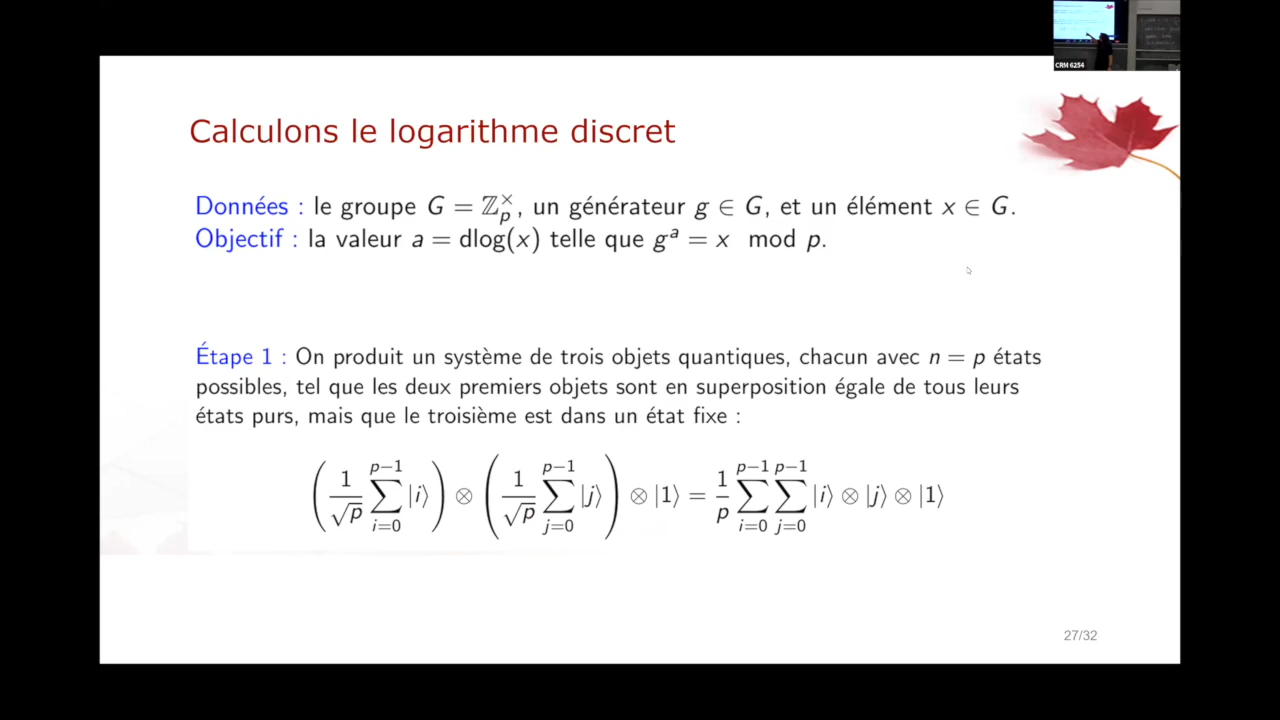 CRM 6254
Calculons le logarithme discret
Données : le groupe G = ℤₚ^×, un générateur g ∈ G, et un élément x ∈ G.
Objectif : la valeur a = dlog(x) telle que gᵃ = x mod p.
Étape 1 : On produit un système de trois objets quantiques, chacun avec n = p états
possibles, tel que les deux premiers objets sont en superposition égale de tous leurs
états purs, mais que le troisième est dans un état fixe :
(1/√p ∑_{i=0}^{p−1} |i⟩) ⊗ (1/√p ∑_{j=0}^{p−1} |j⟩) ⊗ |1⟩ = 1/p ∑_{i=0}^{p−1} ∑_{j=0}^{p−1} |i⟩ ⊗ |j⟩ ⊗ |1⟩
27/32